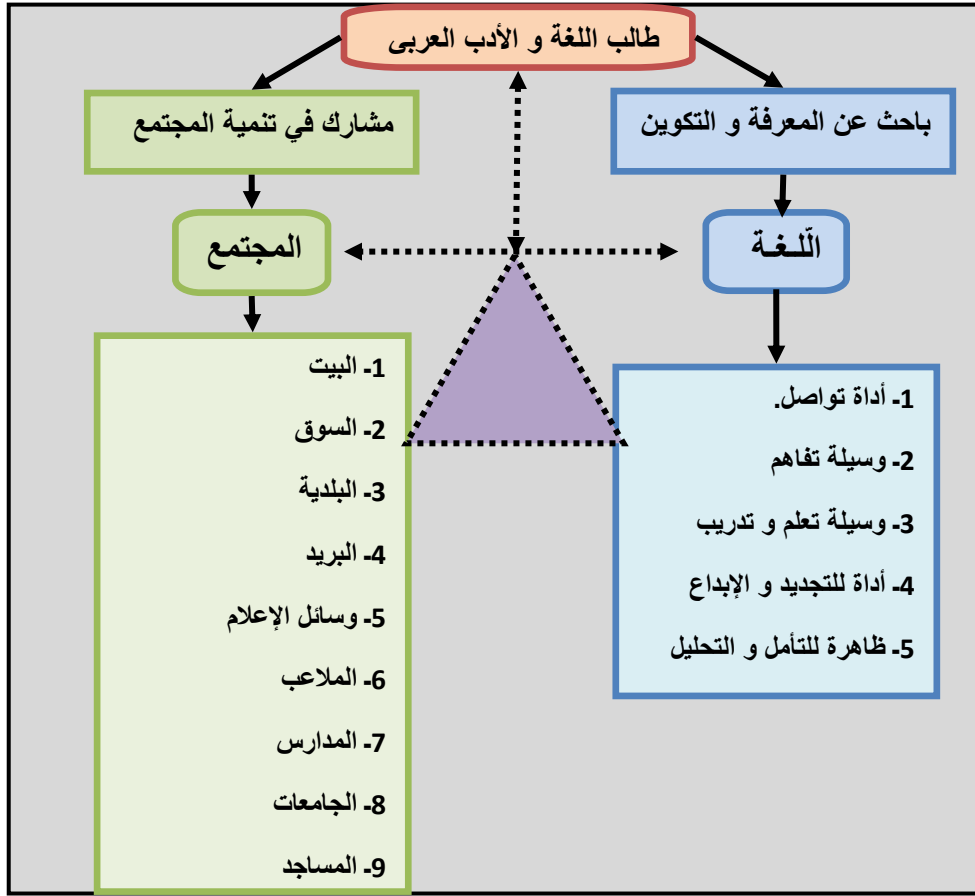 طالب اللغة و الأدب العربى
باحث عن المعرفة و التكوين
مشارك في تنمية المجتمع
الّلـغـة
المجتمع
1- أداة تواصل.
2- وسيلة تفاهم
3- وسيلة تعلم و تدريب
4- أداة للتجديد و الإبداع
5- ظاهرة للتأمل و التحليل
1- البيت
2- السوق
3- البلدية
4- البريد
5- وسائل الإعلام
6- الملاعب
7- المدارس
8- الجامعات
9- المساجد